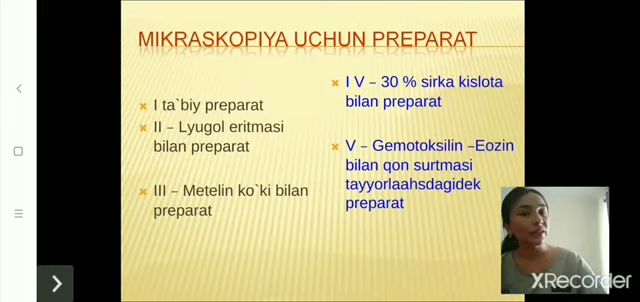 MIKRASKOPIYA UCHUN PREPARAT
I ta`biy preparat
II – Lyugol eritmasi
bilan preparat
III – Metelin ko`ki bilan
preparat
I V – 30 % sirka kislota
bilan preparat
V – Gemotoksilin –Eozin
bilan qon surtmasi
tayyorlaahsdagidek
preparat
XRecorder